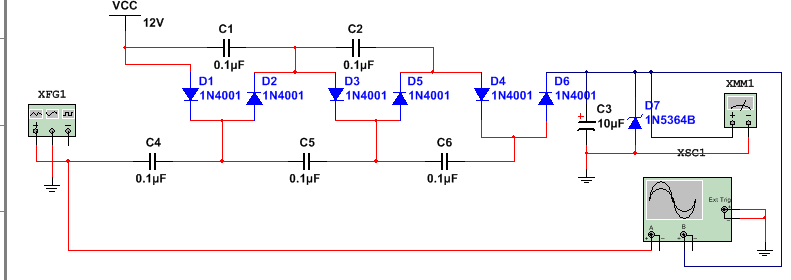 VCC
12V
C1
0.1µF
C2
0.1µF
D1
1N4001
D2
1N4001
D3
1N4001
D5
1N4001
D4
1N4001
D6
1N4001
XFG1
C4
0.1µF
C5
0.1µF
C6
0.1µF
C3
10µF
D7
1N5364B
XMM1
XSC1
Ext Trig
A
B